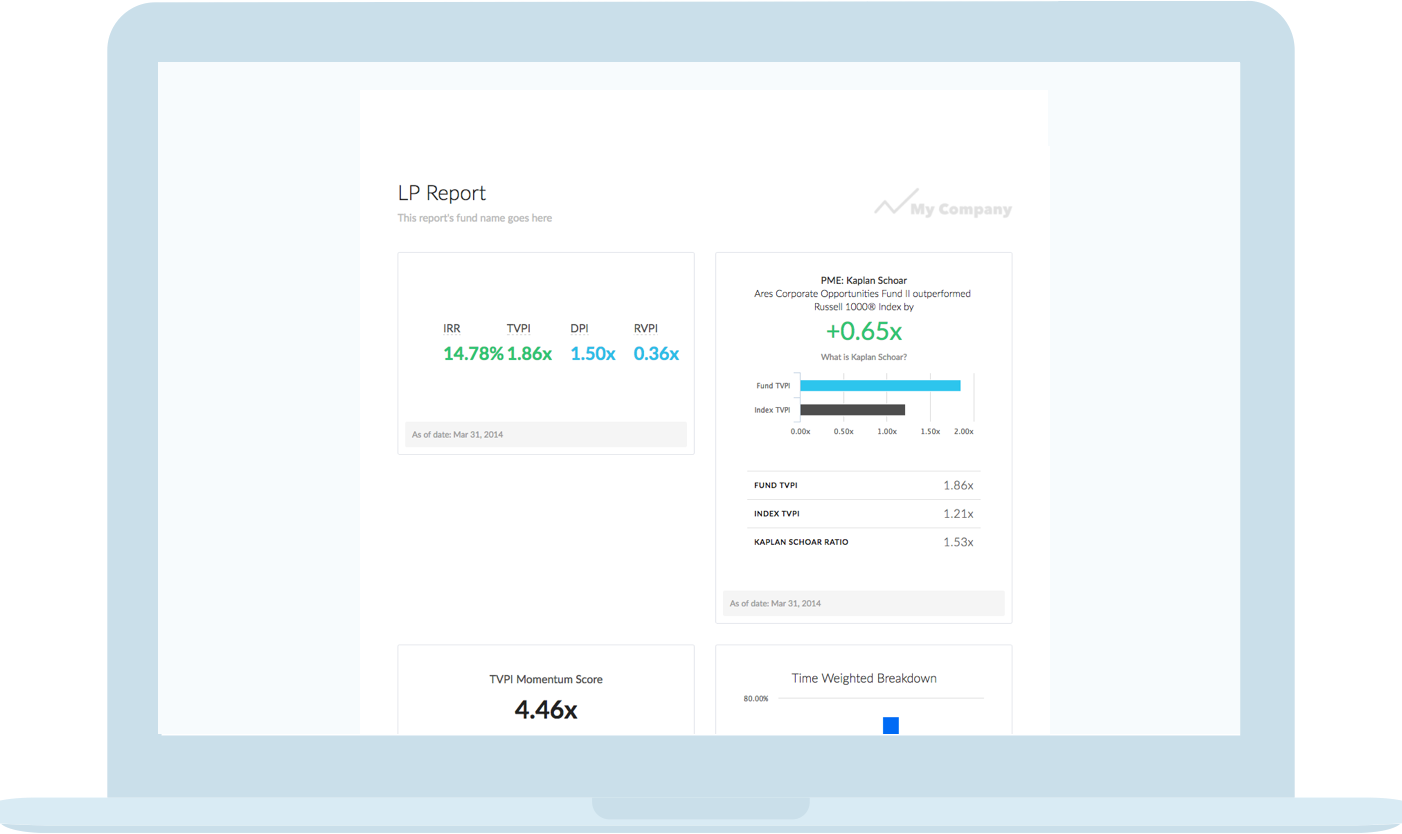 LP Report
This report's fund name goes here
My Company
IRR TVPI DPI RVPI
14.78% 1.86x 1.50x 0.36x
As of date: Mar 31, 2014
PME: Kaplan Schoar
Ares Corporate Opportunities Fund II outperformed
Russell 1000® Index by
+0.65x
What is Kaplan Schoar?
Fund TVPI
Index TVPI
0.00x 0.50x 1.00x 1.50x 2.00x
FUND TVPI 1.86x
INDEX TVPI 1.21x
KAPLAN SCHOAR RATIO 1.53x
As of date: Mar 31, 2014
TVPI Momentum Score
4.46x
Time Weighted Breakdown
80.00%